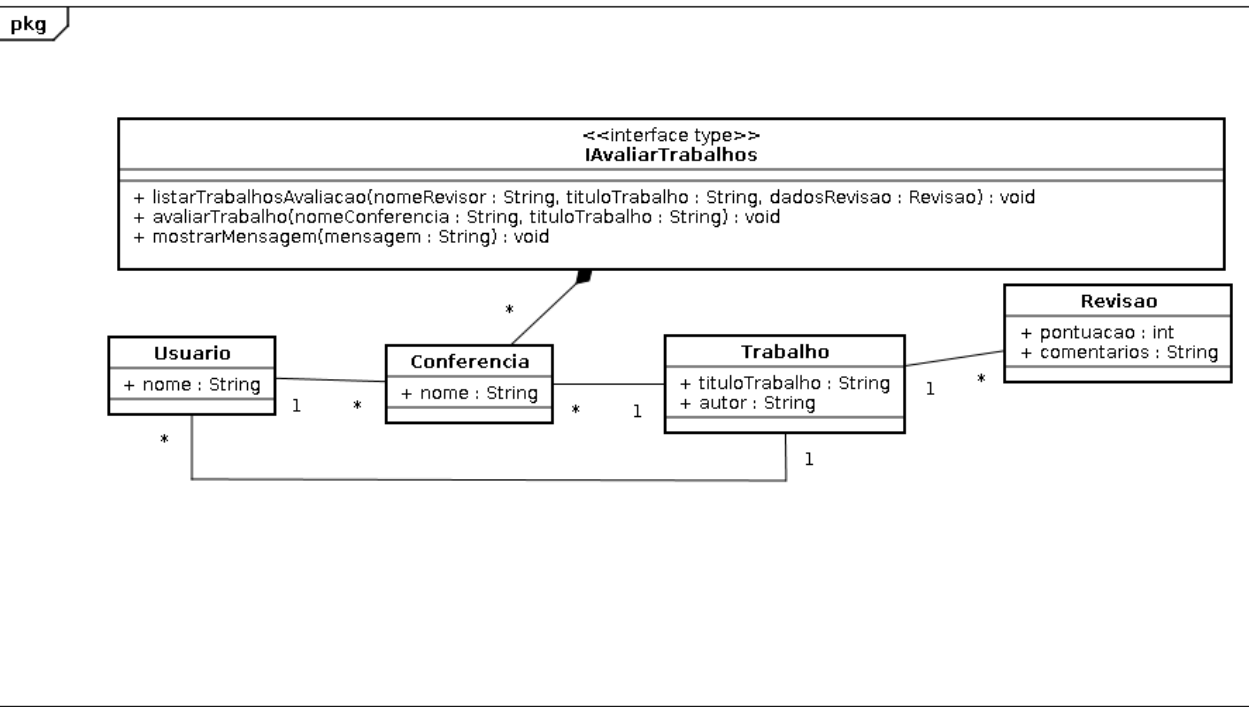 pkg
<<interface type>>
IAvaliarTrabalhos
+ listarTrabalhosAvaliacao(nomeRevisor : String, tituloTrabalho : String, dadosRevisao : Revisao) : void
+ avaliarTrabalho(nomeConferencia : String, tituloTrabalho : String) : void
+ mostrarMensagem(mensagem : String) : void
*
Usuario
+ nome : String
1
*
*
Conferência
+ nome : String
*
1
Trabalho
+ tituloTrabalho : String
+ autor : String
1
1
*
Revisao
+ pontuacao : int
+ comentarios : String